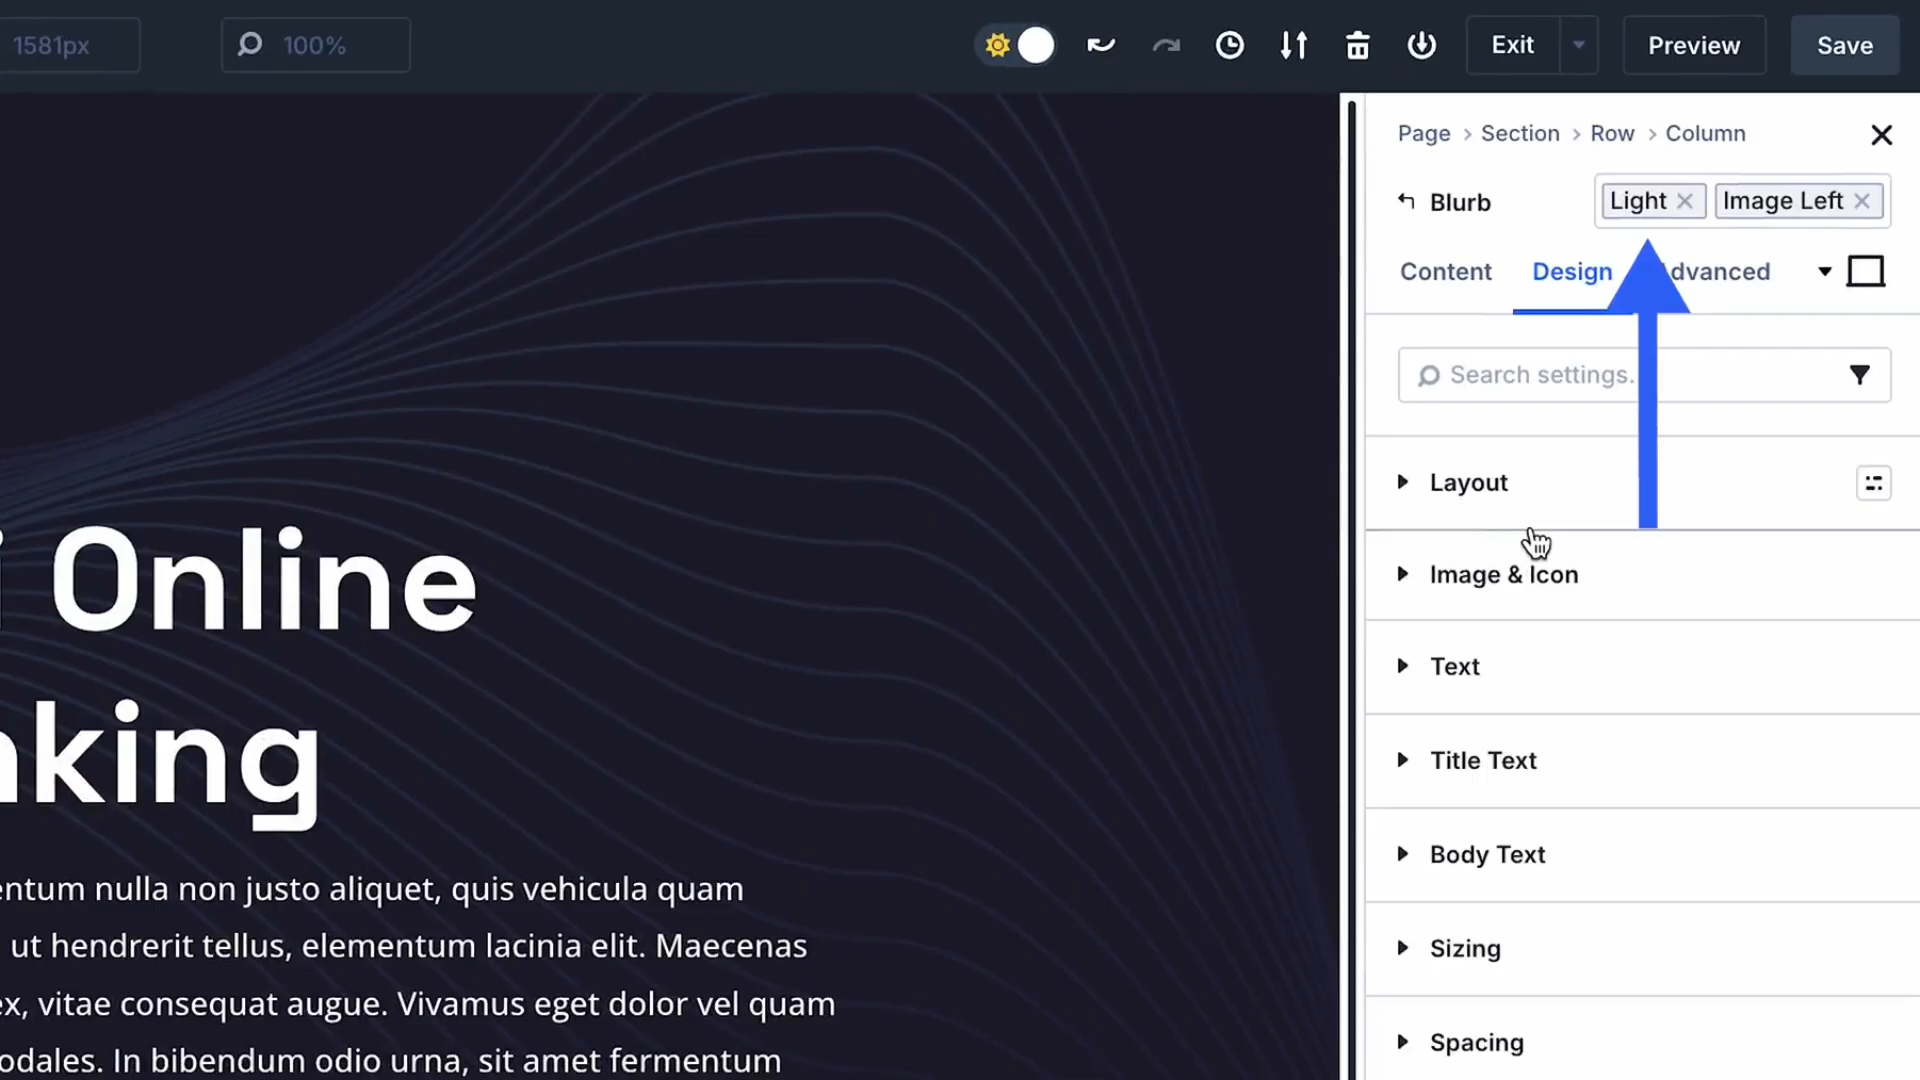 1581px
100%
Exit
Preview
Save
Page > Section > Row > Column
Blurb
Light
Image Left
Content
Design
dvanced
Search settings.
Layout
Image & Icon
Text
Title Text
Body Text
Sizing
Spacing
i Online
nking
entum nulla non justo aliquet, quis vehicula quam
ut hendrerit tellus, elementum lacinia elit. Maecenas
ex, vitae consequat augue. Vivamus eget dolor vel quam
odales. In bibendum odio urna, sit amet fermentum